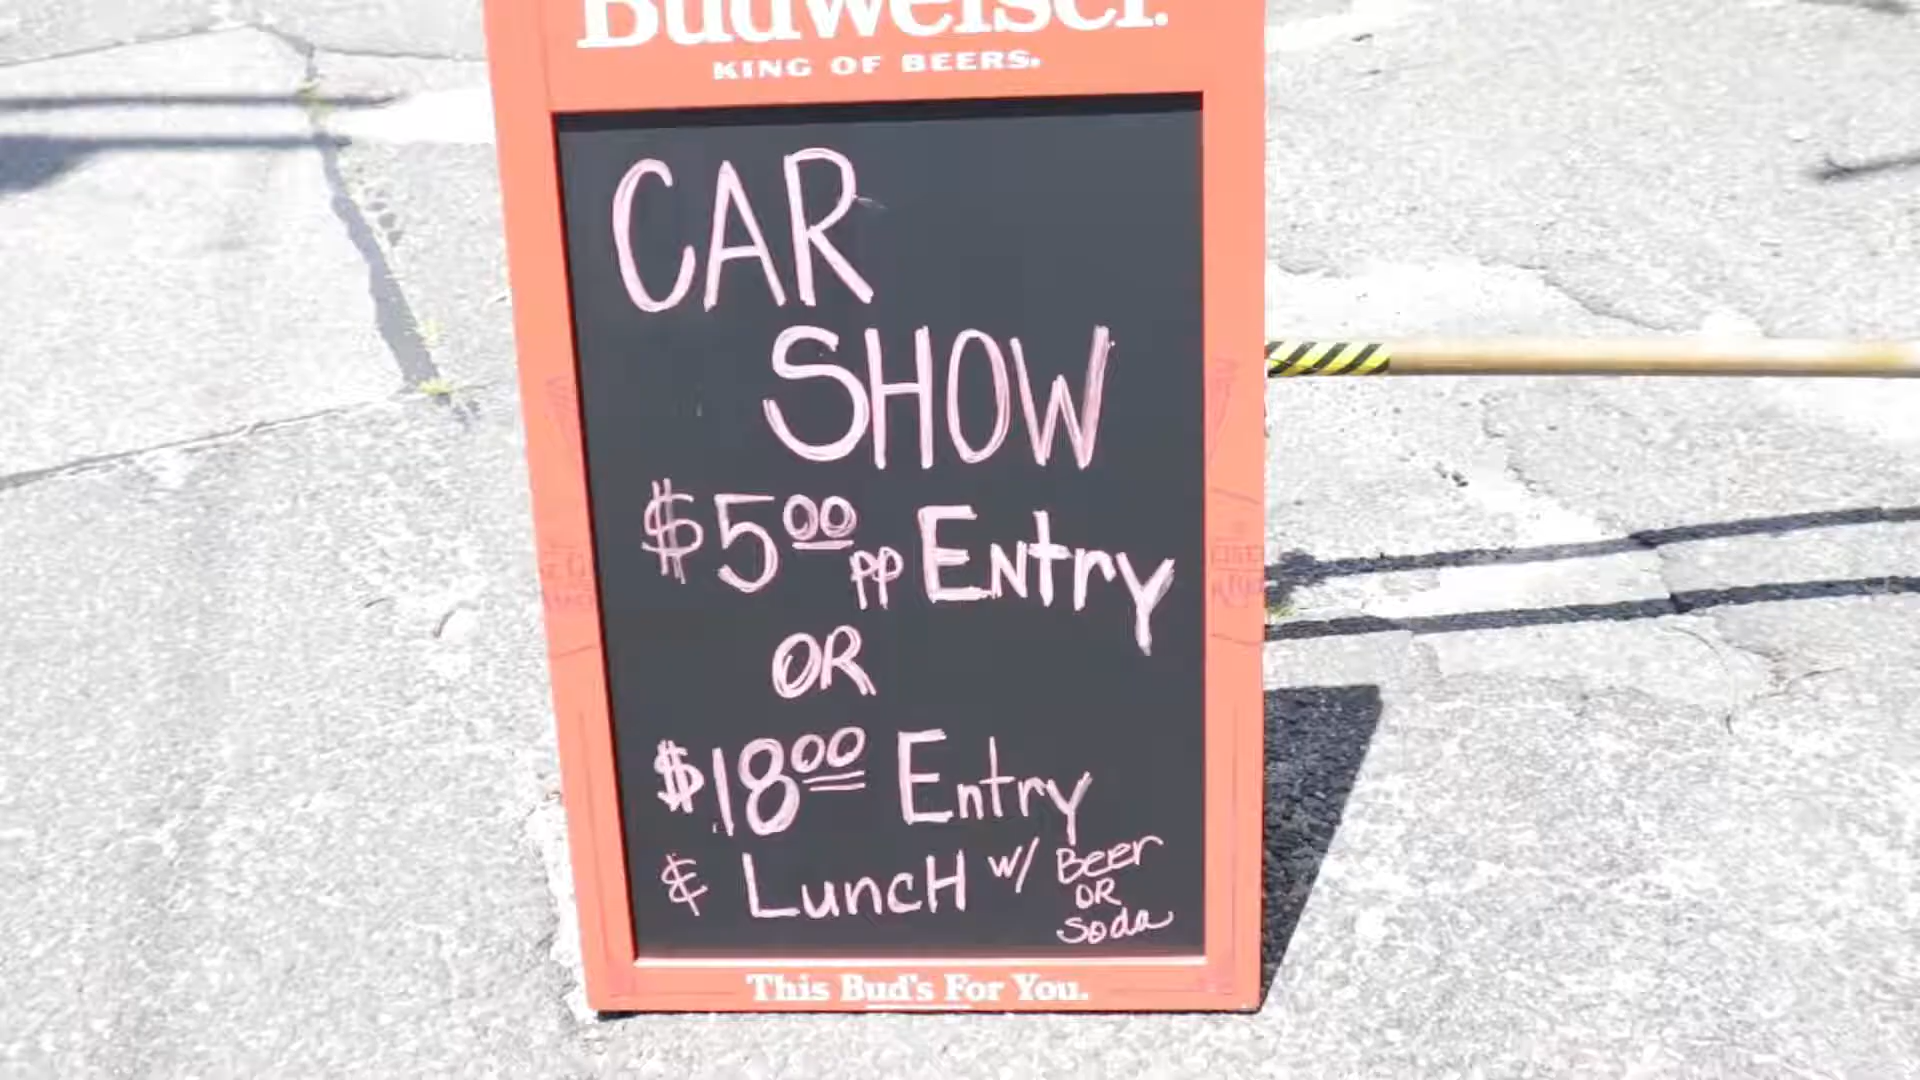 Budweiser.
KING OF BEERS.
CAR
SHOW
$5.00 pp Entry
OR
$18.00 Entry
& Lunch w/ Beer
OR
Soda
This Bud's For You.